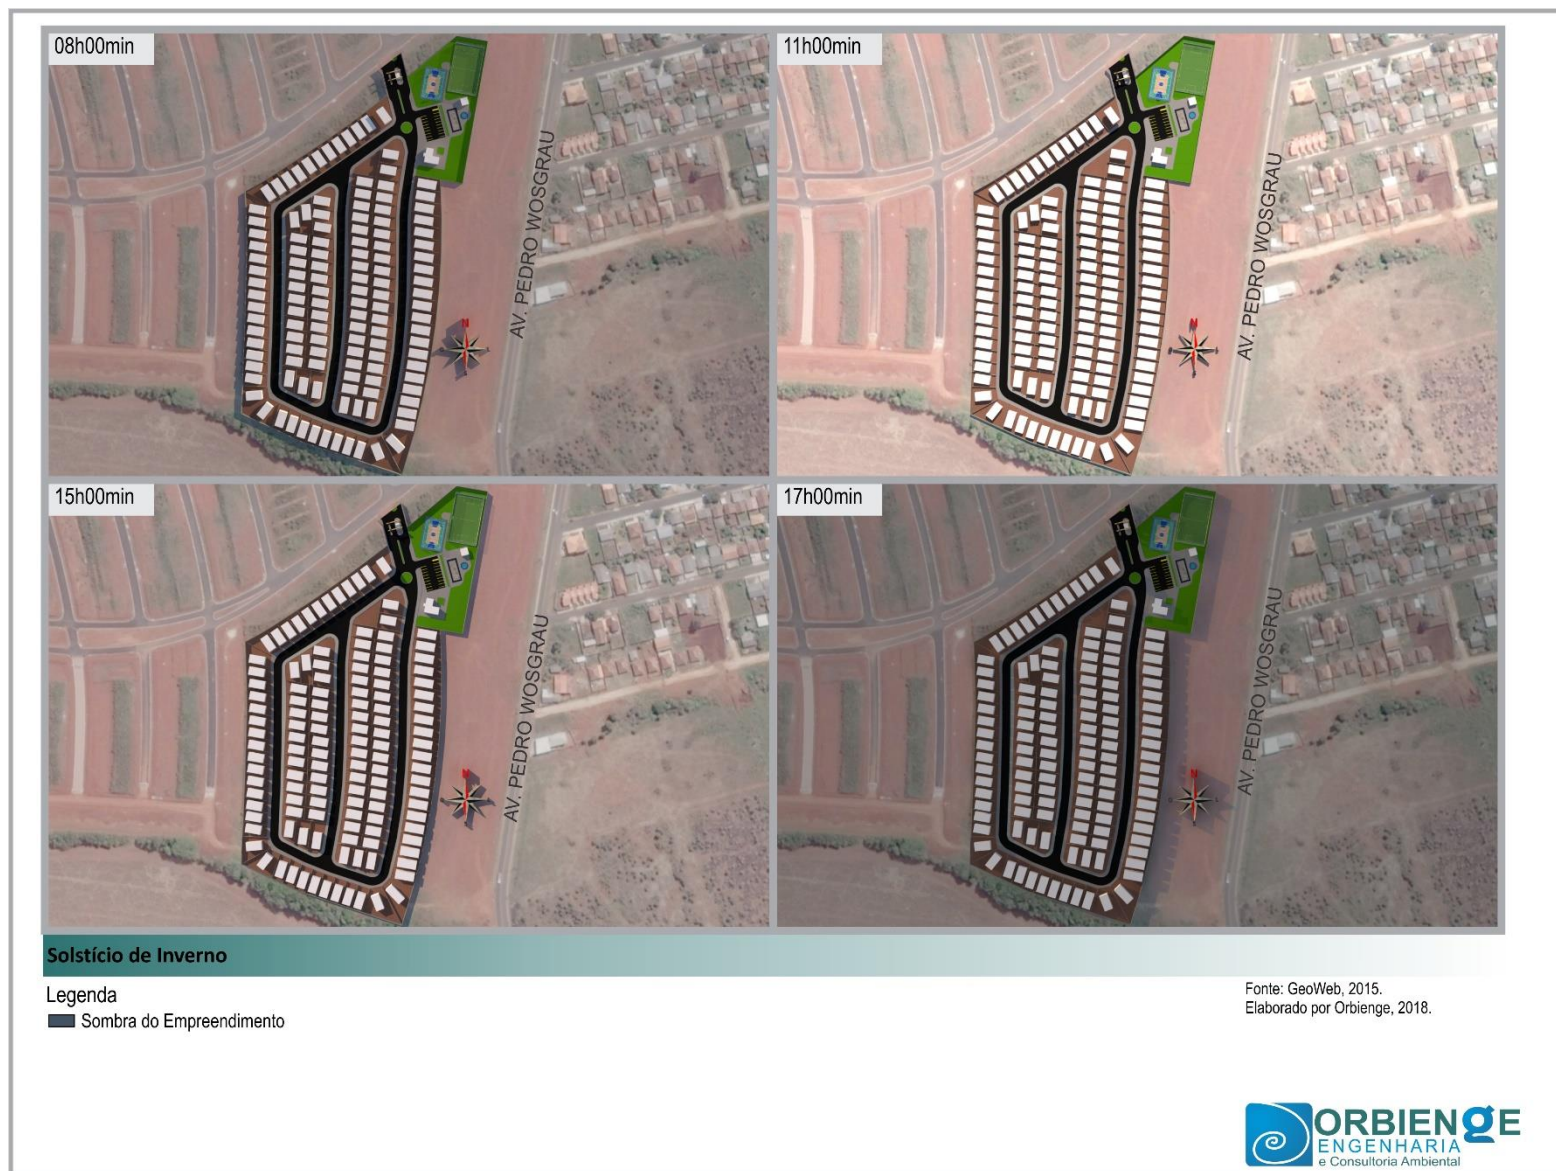 08h00min
AV. PEDRO WOSGRAU
N
11h00min
AV. PEDRO WOSGRAU
N
15h00min
AV. PEDRO WOSGRAU
N
17h00min
AV. PEDRO WOSGRAU
N
Solstício de Inverno
Legenda
Sombra do Empreendimento
Fonte: GeoWeb, 2015.
Elaborado por Orbienge, 2018.
ORBIENgE
ENGENHARIA
e Consultoria Ambiental